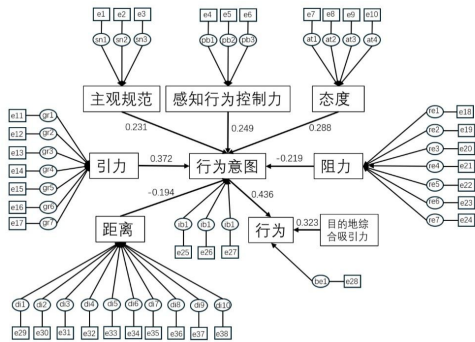 e1 e2 e3 e4 e5 e6 e7 e8 e9 e10
sn1 sn2 sn3 pb1 pb2 pb3 at1 at2 at3 at4
主观规范 感知行为控制力 态度
0.231 0.249 0.288
e11 gr1
e12 gr2
e13 gr3
e14 gr4
e15 gr5
e16 gr6
e17 gr7
引力 0.372 行为意图 -0.219 阻力
re1 e18
re2 e19
re3 e20
re4 e21
re5 e22
re6 e23
re7 e24
-0.194 0.436
距离 ib1 ib1 ib1 行为 0.323 目的地综
合吸引力
e25 e26 e27
be1 e28
di1 di2 di3 di4 di5 di6 di7 di8 di9 di10
e29 e30 e31 e32 e33 e34 e35 e36 e37 e38